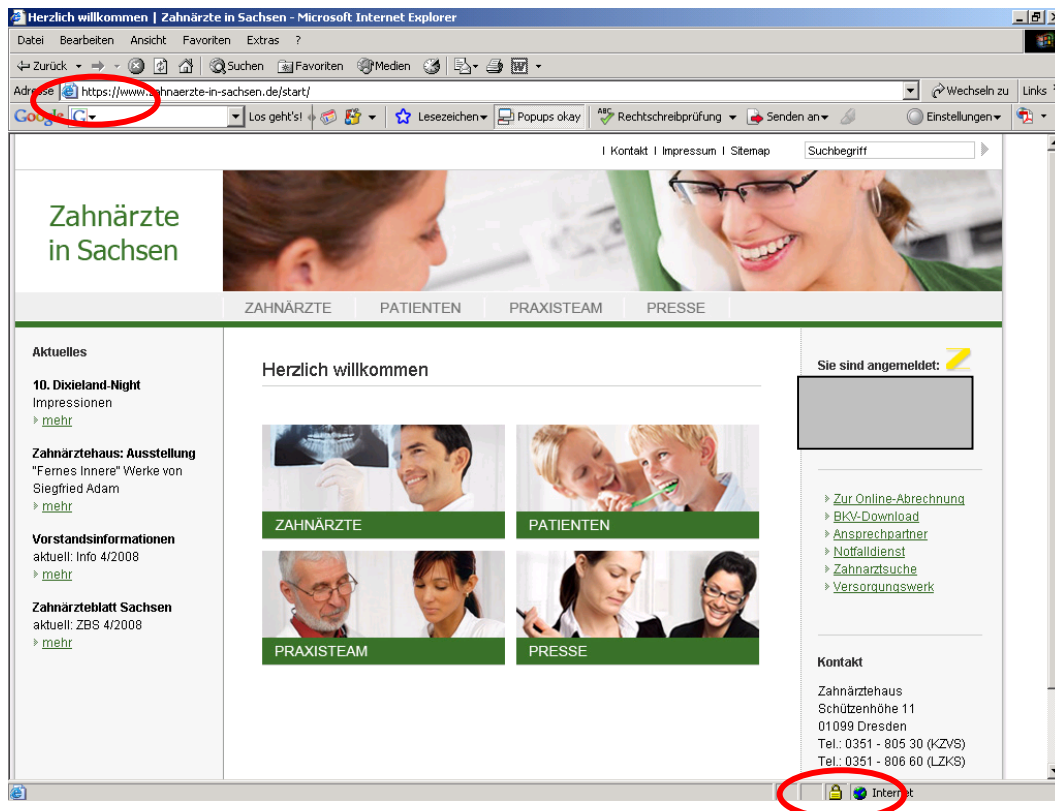 Herzlich willkommen | Zahnärzte in Sachsen - Microsoft Internet Explorer
Datei Bearbeiten Ansicht Favoriten Extras ?
Zurück Suchen Favoriten Medien
Adresse https://www.zahnaerzte-in-sachsen.de/start/ Wechseln zu Links
Google G Los geht's! Lesezeichen Popups okay ABC Rechtschreibprüfung Senden an Einstellungen
| Kontakt | Impressum | Sitemap Suchbegriff
Zahnärzte
in Sachsen
ZAHNÄRZTE PATIENTEN PRAXISTEAM PRESSE
Aktuelles
10. Dixieland-Night
Impressionen
mehr
Zahnärztehaus: Ausstellung
"Fernes Innere" Werke von
Siegfried Adam
mehr
Vorstandsinformationen
aktuell: Info 4/2008
mehr
Zahnärzteblatt Sachsen
aktuell: ZBS 4/2008
mehr
Herzlich willkommen
ZAHNÄRZTE
PATIENTEN
PRAXISTEAM
PRESSE
Sie sind angemeldet:
Zur Online-Abrechnung
BKV-Download
Ansprechpartner
Notfalldienst
Zahnarztsuche
Versorgungswerk
Kontakt
Zahnärztehaus
Schützenhöhe 11
01099 Dresden
Tel.: 0351 - 805 30 (KZVS)
Tel.: 0351 - 806 60 (LZKS)
Internet